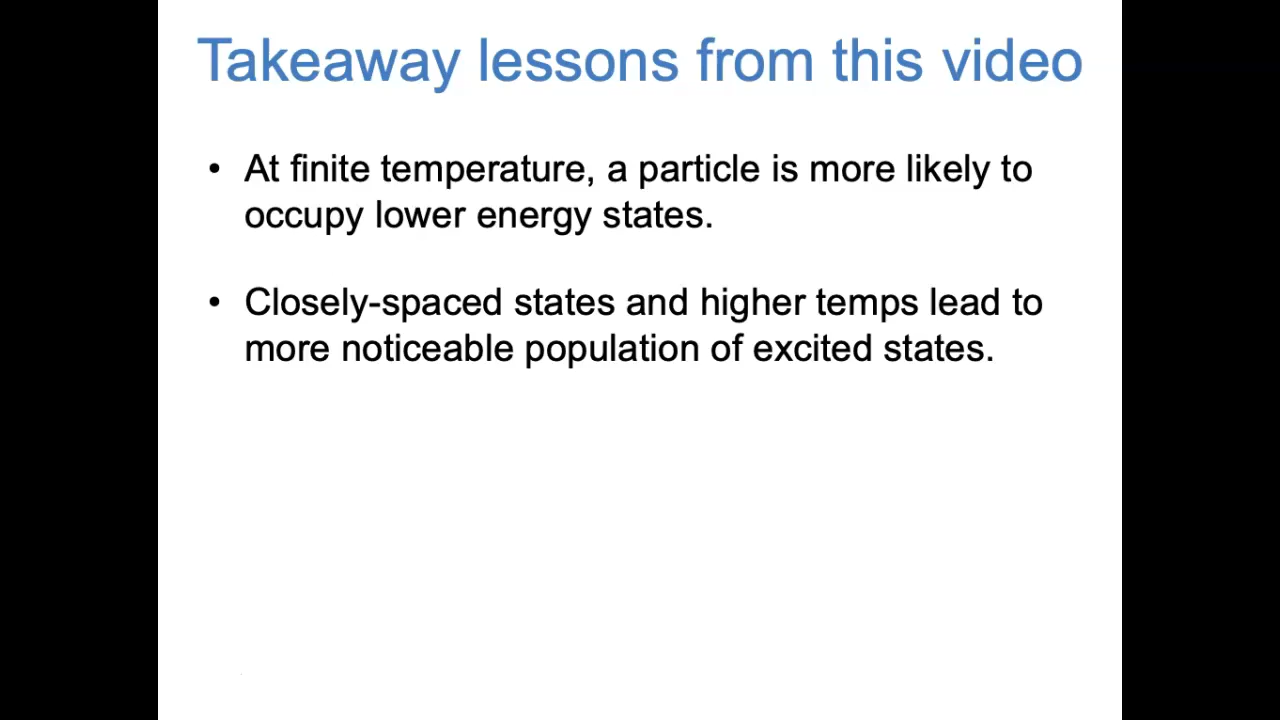 Takeaway lessons from this video
• At finite temperature, a particle is more likely to
occupy lower energy states.
• Closely-spaced states and higher temps lead to
more noticeable population of excited states.